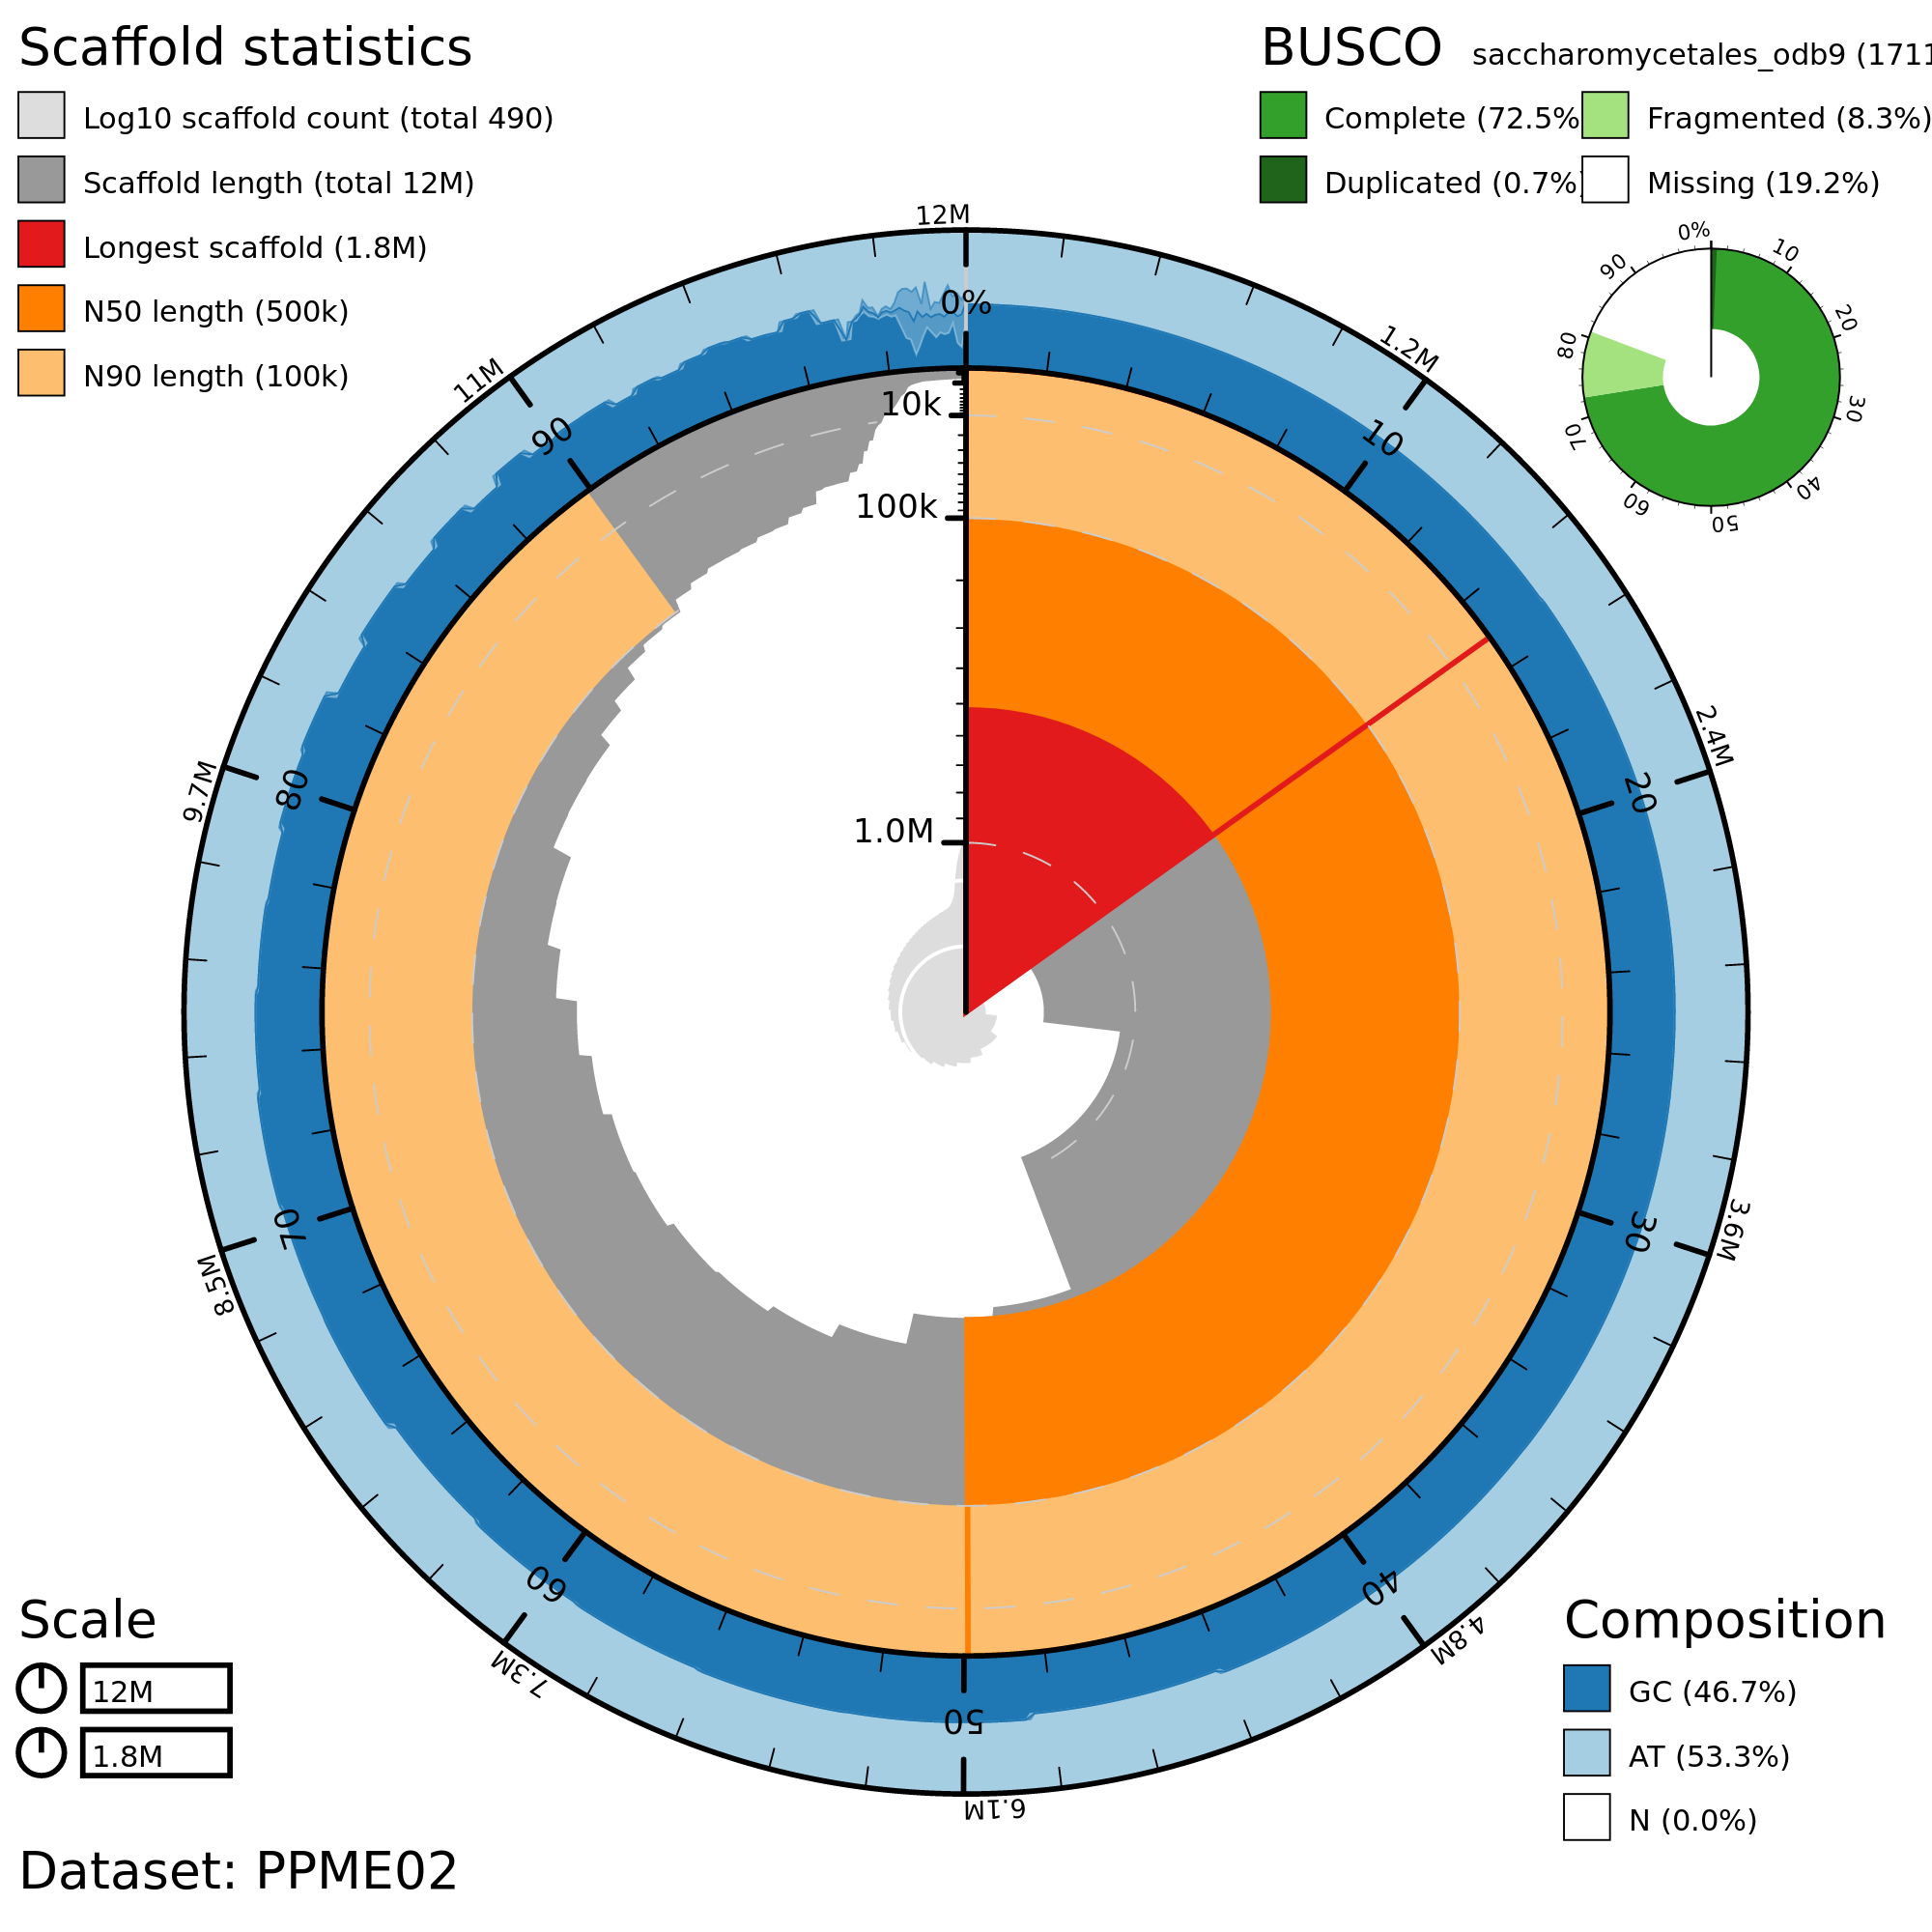 Scaffold statistics
Log10 scaffold count (total 490)
Scaffold length (total 12M)
Longest scaffold (1.8M)
N50 length (500k)
N90 length (100k)
BUSCO saccharomycetales_odb9 (1711
Complete (72.5%
Fragmented (8.3%)
Duplicated (0.7%)
Missing (19.2%)
0%
10
20
30
40
50
60
70
80
90
12M
1.2M
2.4M
3.6M
4.8M
6.1M
7.3M
8.5M
9.7M
11M
0%
10
20
30
40
50
60
70
80
90
10k
100k
1.0M
Scale
12M
1.8M
Composition
GC (46.7%)
AT (53.3%)
N (0.0%)
Dataset: PPME02